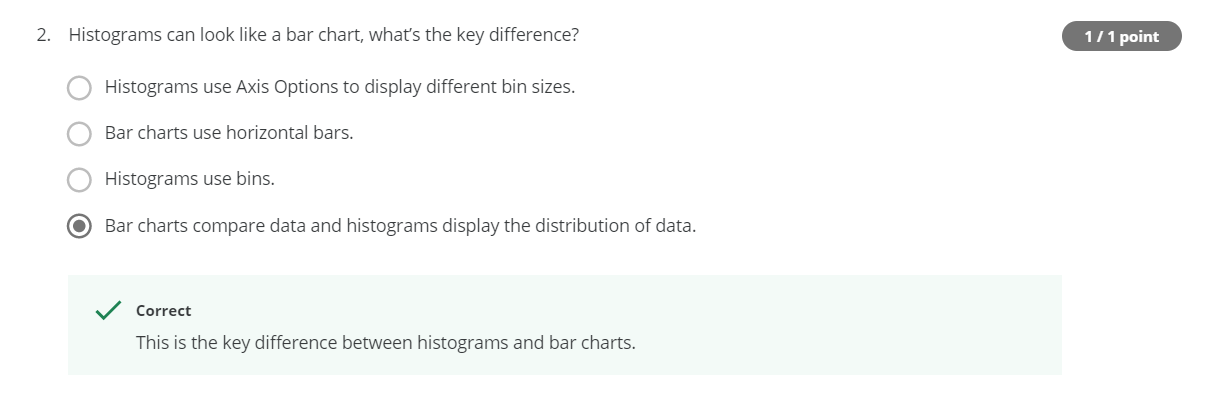 2. Histograms can look like a bar chart, what's the key difference?
1 / 1 point
Histograms use Axis Options to display different bin sizes.
Bar charts use horizontal bars.
Histograms use bins.
Bar charts compare data and histograms display the distribution of data.
Correct
This is the key difference between histograms and bar charts.